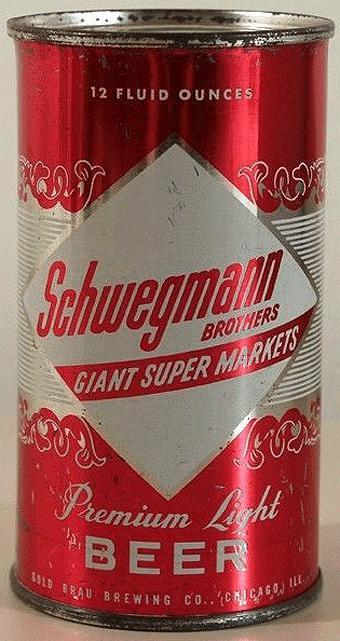 12 FLUID OUNCES
Schwegmann
BROTHERS
GIANT SUPER MARKETS
Premium Light
BEER
GOLD BRAU BREWING CO., CHICAGO, ILL.